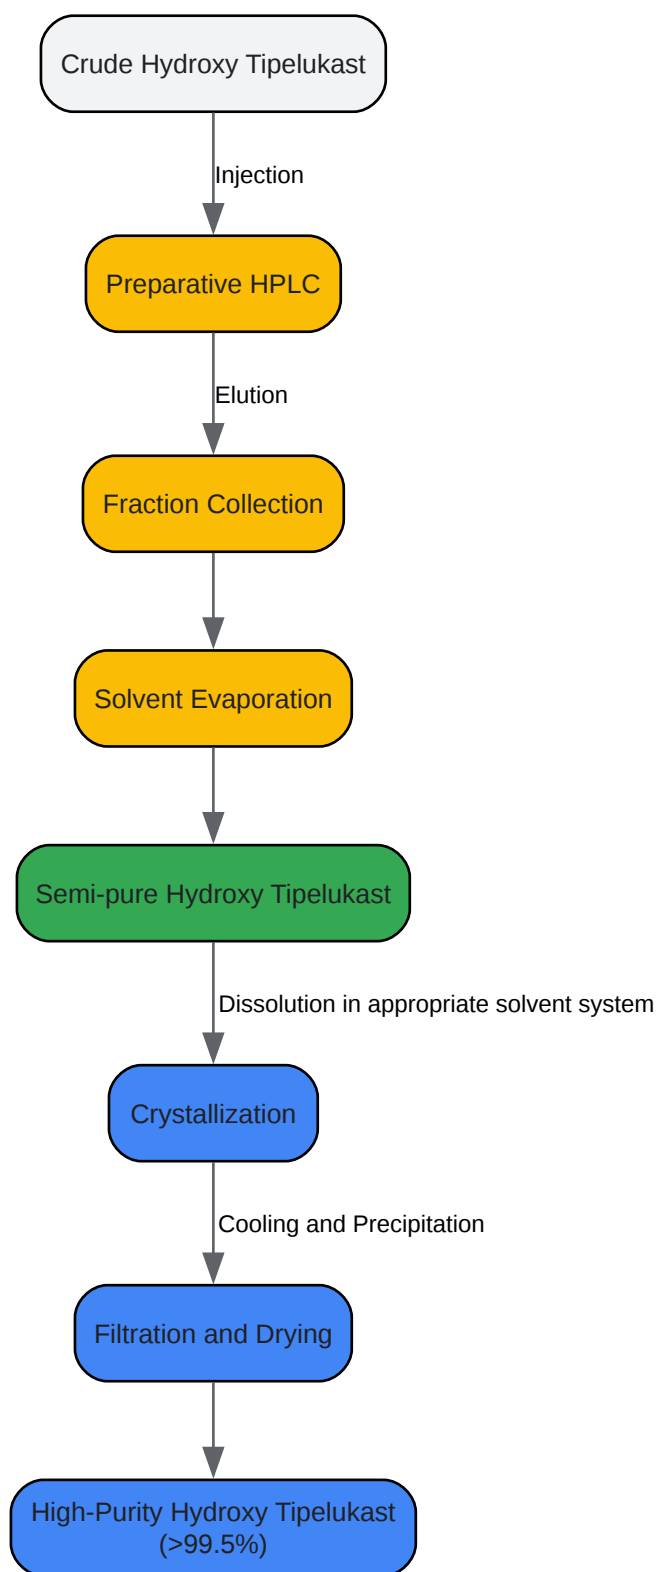 Crude Hydroxy Tipelukast
Injection
Preparative HPLC
Elution
Fraction Collection
Solvent Evaporation
Semi-pure Hydroxy Tipelukast
Dissolution in appropriate solvent system
Crystallization
Cooling and Precipitation
Filtration and Drying
High-Purity Hydroxy Tipelukast
(>99.5%)